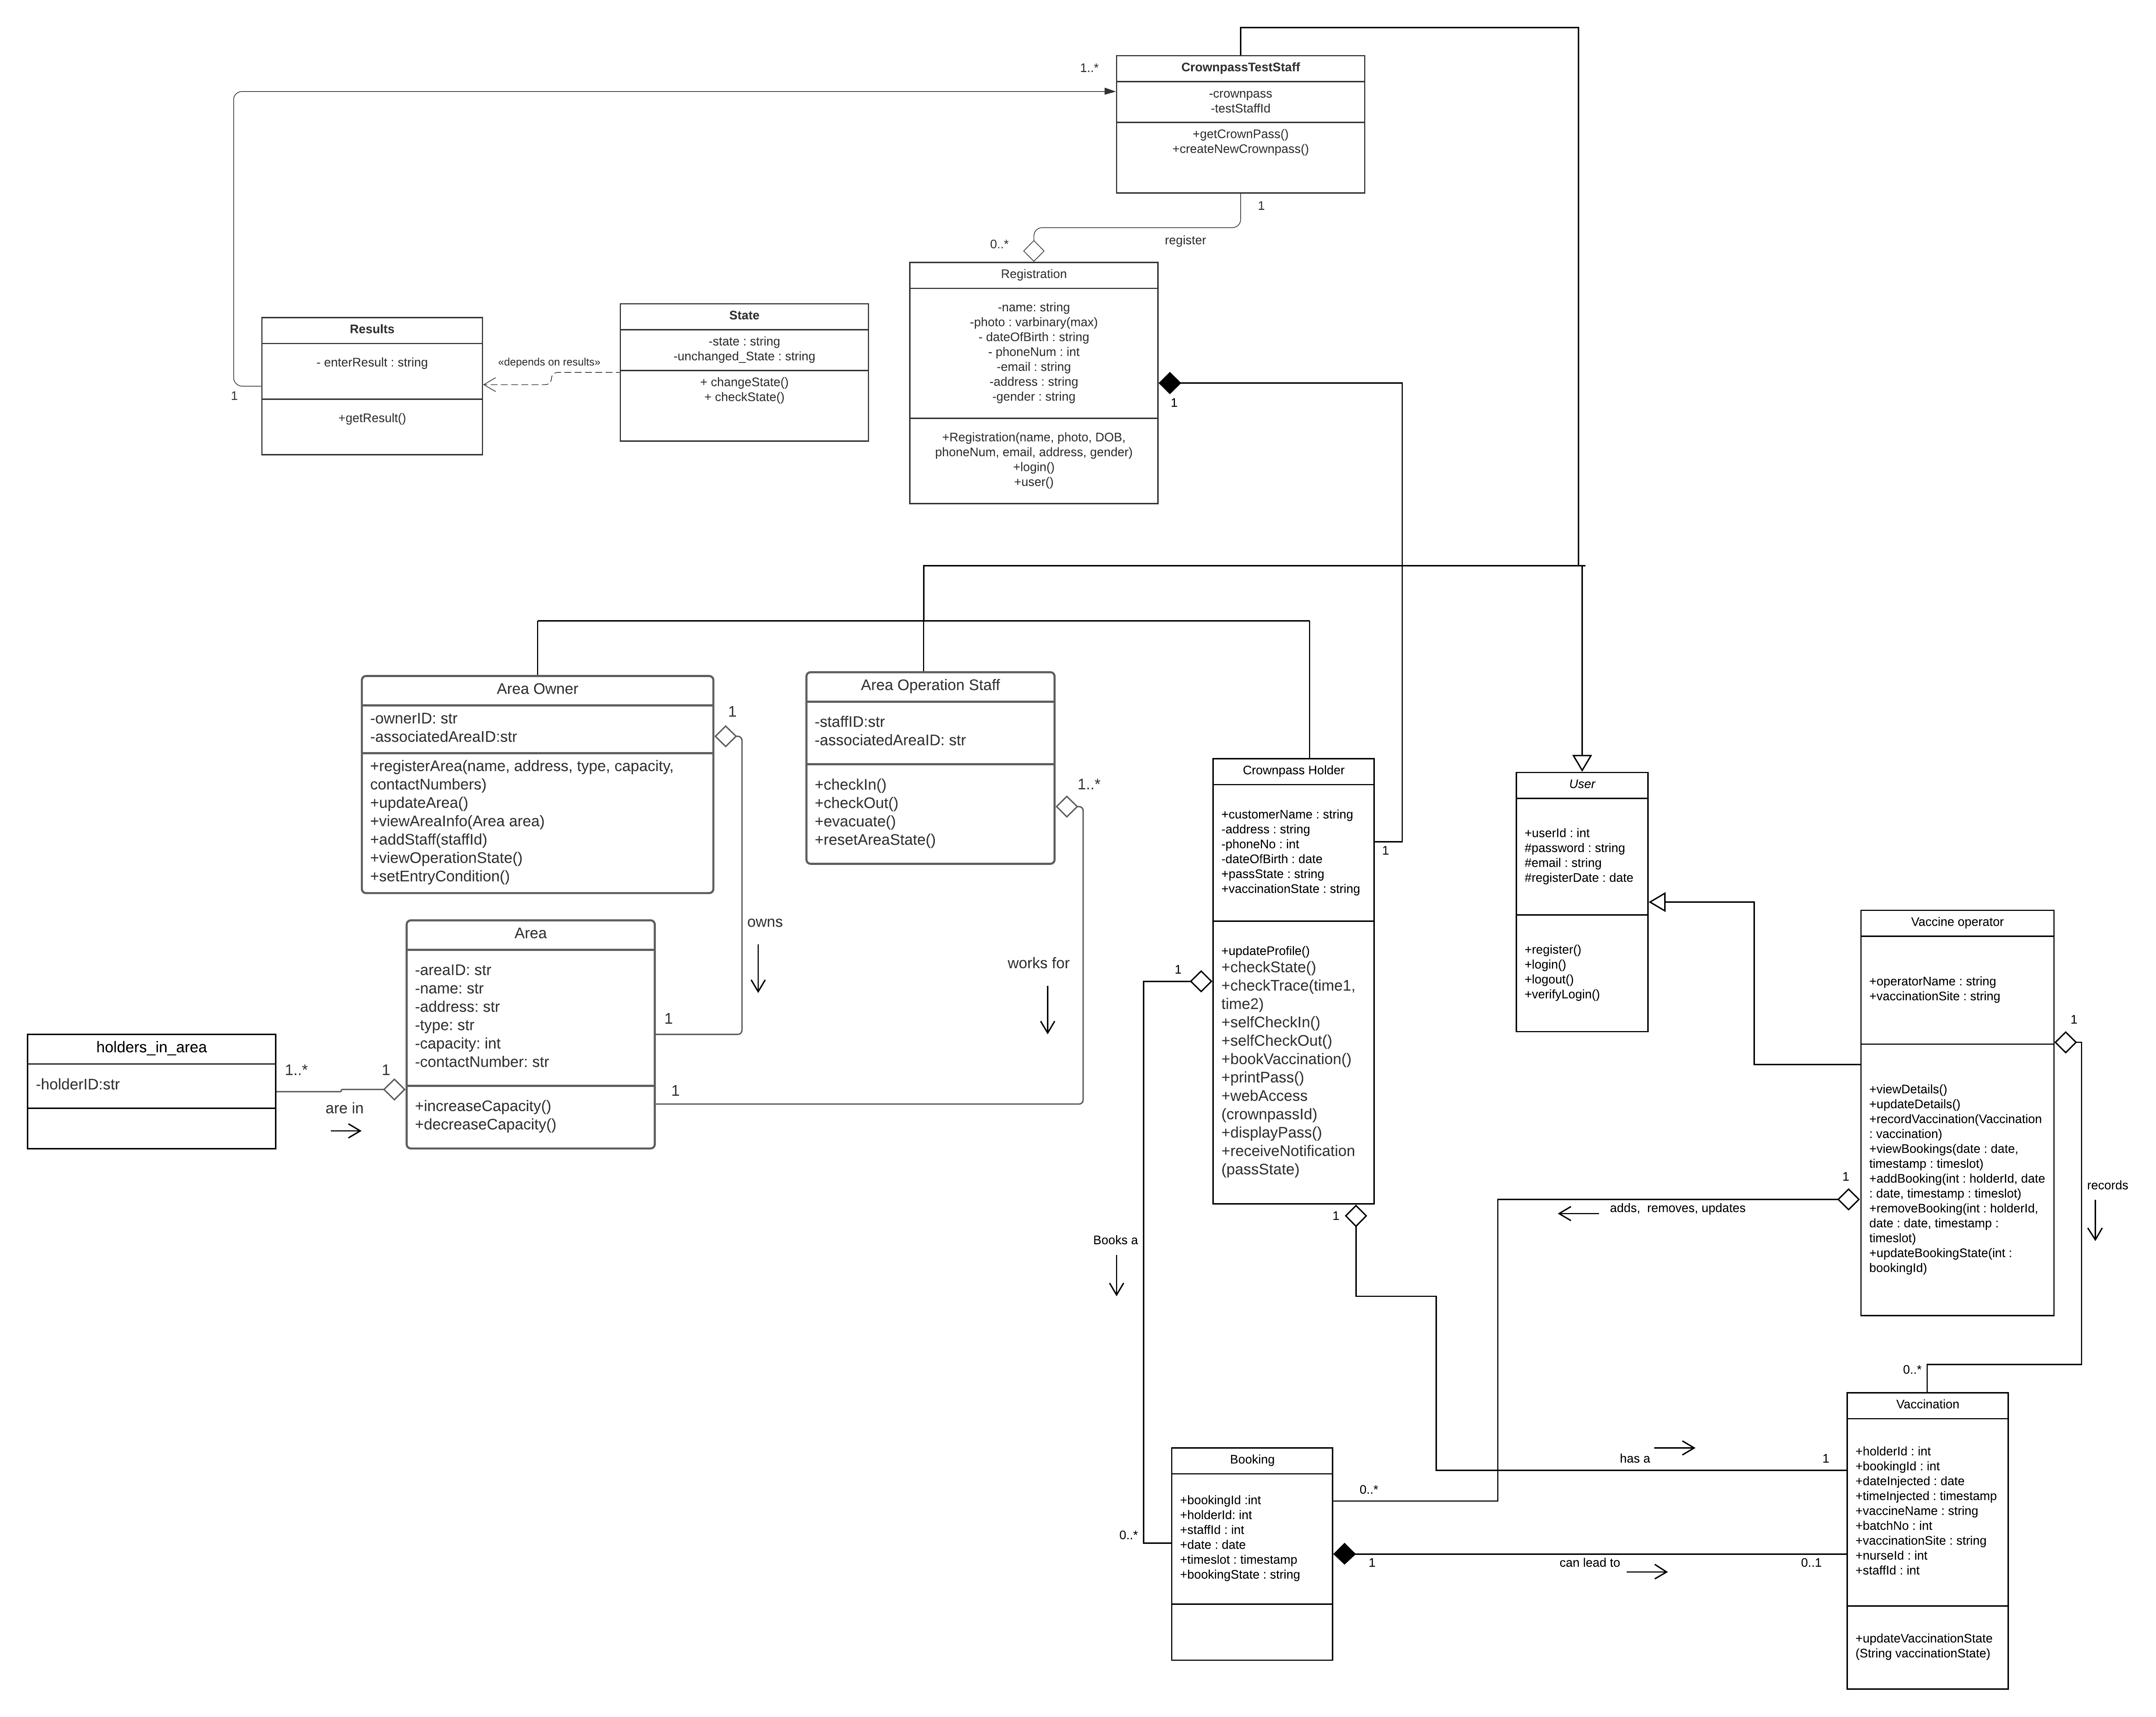 1..*
CrownpassTestStaff
-crownpass
-testStaffId
+getCrownPass()
+createNewCrownpass()
1
register
0..*
Registration
-name: string
-photo : varbinary(max)
- dateOfBirth : string
- phoneNum : int
-email : string
-address : string
-gender : string
+Registration(name, photo, DOB,
phoneNum, email, address, gender)
+login()
+user()
1
Results
- enterResult : string
+getResult()
1
«depends on results»
State
-state : string
-unchanged_State : string
+ changeState()
+ checkState()
Area Owner
-ownerID: str
-associatedAreaID:str
+registerArea(name, address, type, capacity,
contactNumbers)
+updateArea()
+viewAreaInfo(Area area)
+addStaff(staffId)
+viewOperationState()
+setEntryCondition()
1
owns
1
Area Operation Staff
-staffID:str
-associatedAreaID: str
+checkIn()
+checkOut()
+evacuate()
+resetAreaState()
1..*
works for
1
Area
-areaID: str
-name: str
-address: str
-type: str
-capacity: int
-contactNumber: str
+increaseCapacity()
+decreaseCapacity()
holders_in_area
-holderID:str
1..*
1
are in
Crownpass Holder
+customerName : string
-address : string
-phoneNo : int
-dateOfBirth : date
+passState : string
+vaccinationState : string
+updateProfile()
+checkState()
+checkTrace(time1,
time2)
+selfCheckIn()
+selfCheckOut()
+bookVaccination()
+printPass()
+webAccess
(crownpassId)
+displayPass()
+receiveNotification
(passState)
1
1
1
Books a
0..*
User
+userId : int
#password : string
#email : string
#registerDate : date
+register()
+login()
+logout()
+verifyLogin()
Vaccine operator
+operatorName : string
+vaccinationSite : string
+viewDetails()
+updateDetails()
+recordVaccination(Vaccination
: vaccination)
+viewBookings(date : date,
timestamp : timeslot)
+addBooking(int : holderId, date
: date, timestamp : timeslot)
+removeBooking(int : holderId,
date : date, timestamp :
timeslot)
+updateBookingState(int :
bookingId)
1
records
0..*
1
adds,  removes, updates
0..*
Booking
+bookingId :int
+holderId: int
+staffId : int
+date : date
+timeslot : timestamp
+bookingState : string
has a
1
1
can lead to
0..1
Vaccination
+holderId : int
+bookingId : int
+dateInjected : date
+timeInjected : timestamp
+vaccineName : string
+batchNo : int
+vaccinationSite : string
+nurseId : int
+staffId : int
+updateVaccinationState
(String vaccinationState)